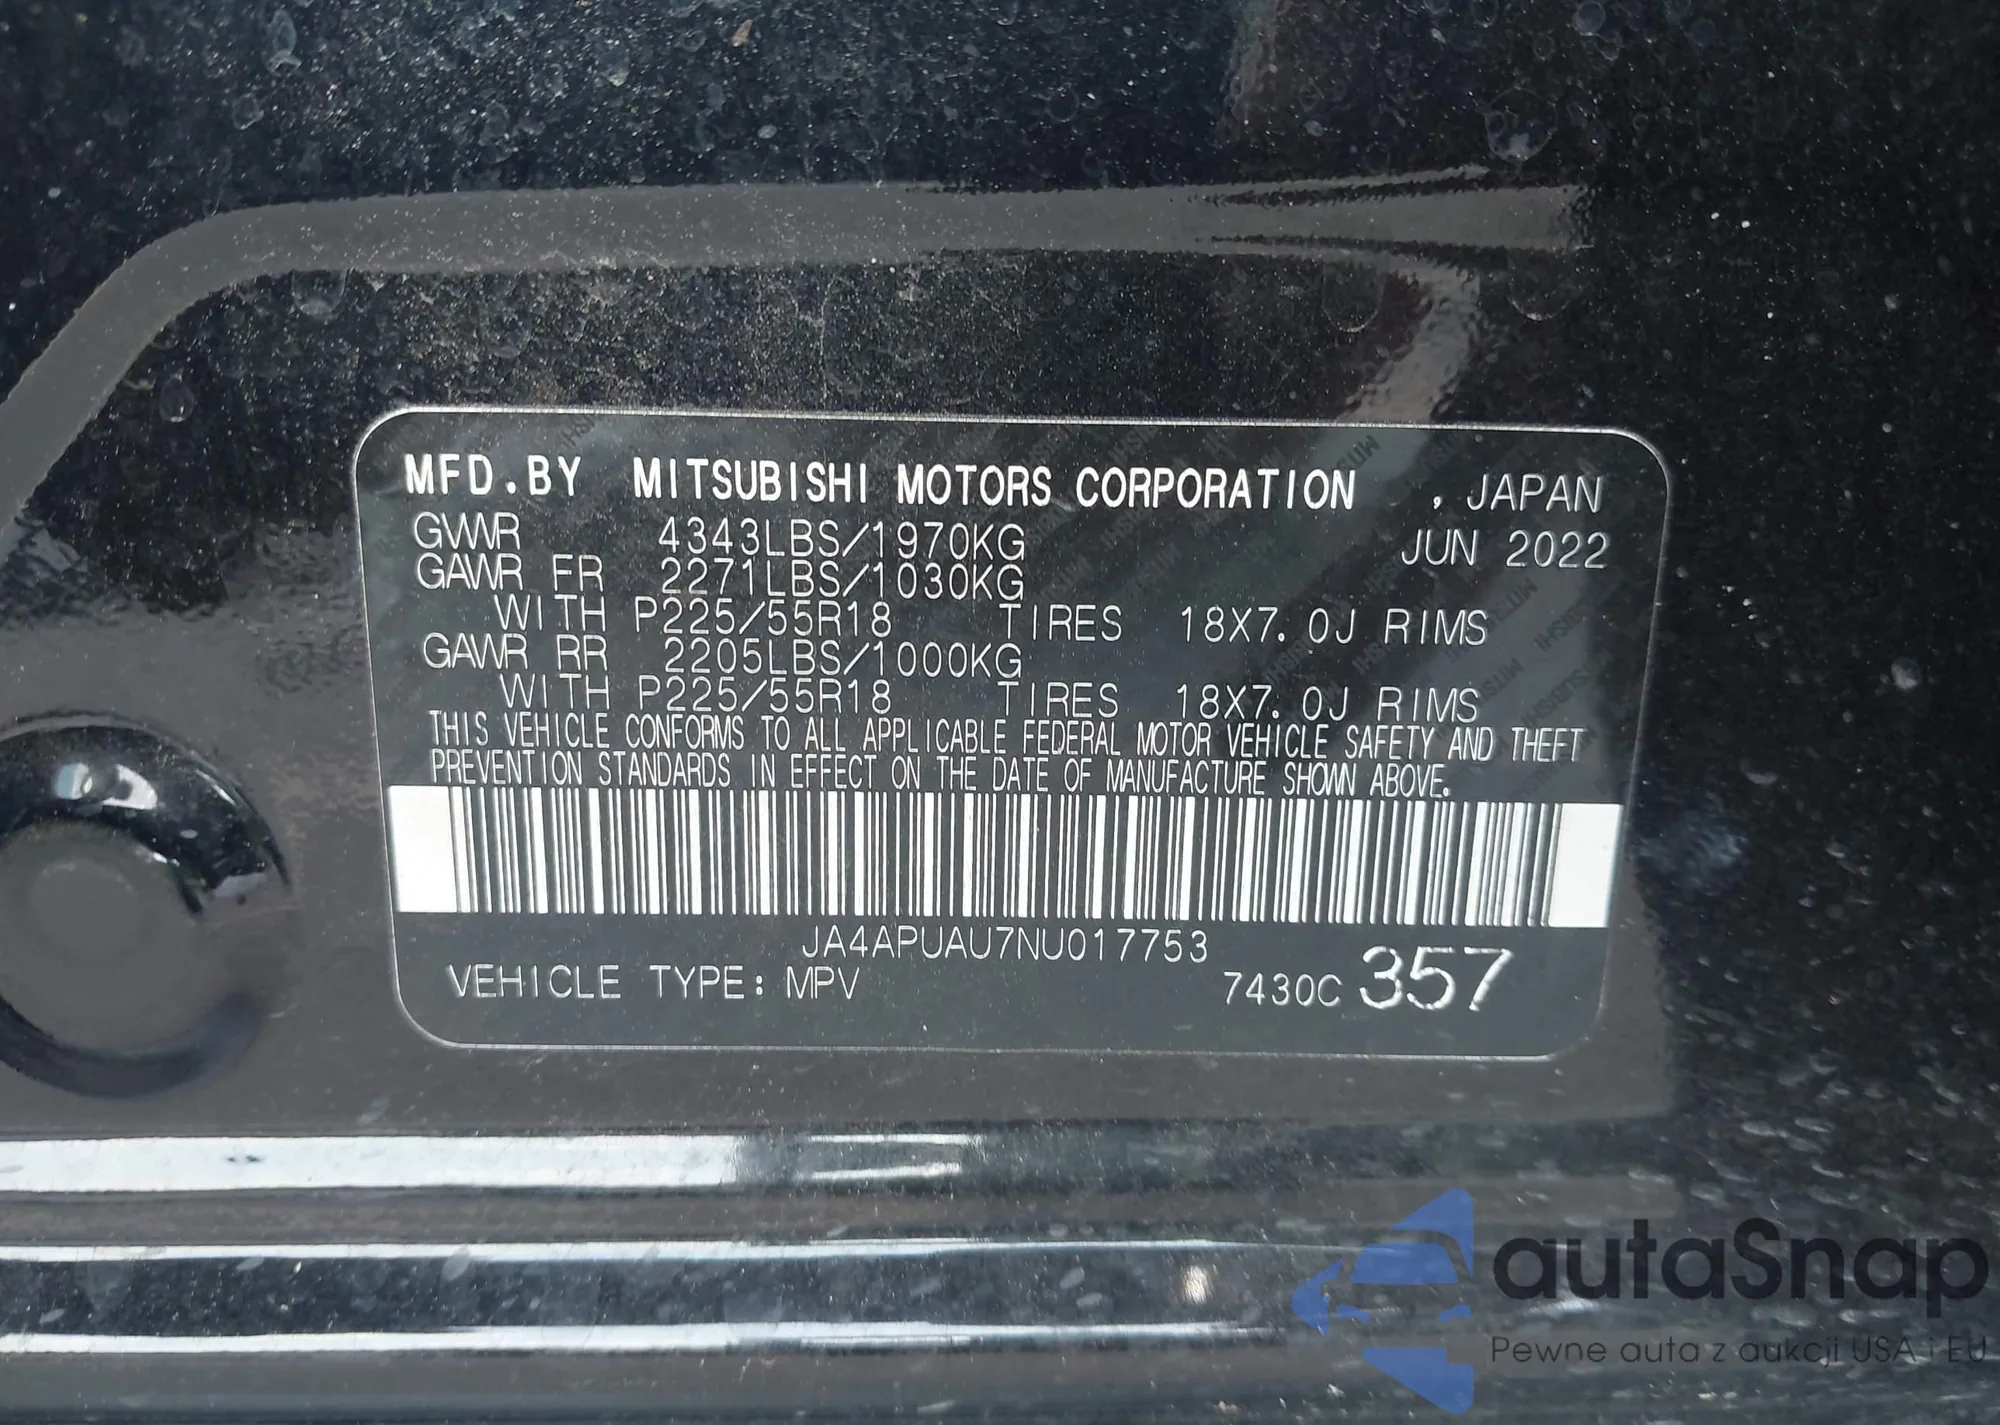 MFD.BY MITSUBISHI MOTORS CORPORATION , JAPAN
GVWR 4343LBS/1970KG JUN 2022
GAWR FR 2271LBS/1030KG
WITH P225/55R18 TIRES 18X7.0J RIMS
GAWR RR 2205LBS/1000KG
WITH P225/55R18 TIRES 18X7.0J RIMS
THIS VEHICLE CONFORMS TO ALL APPLICABLE FEDERAL MOTOR VEHICLE SAFETY AND THEFT
PREVENTION STANDARDS IN EFFECT ON THE DATE OF MANUFACTURE SHOWN ABOVE.
JA4APUAU7NU017753
VEHICLE TYPE: MPV 7430C 357
autaSnap
Pewne auta z aukcji USA i EU